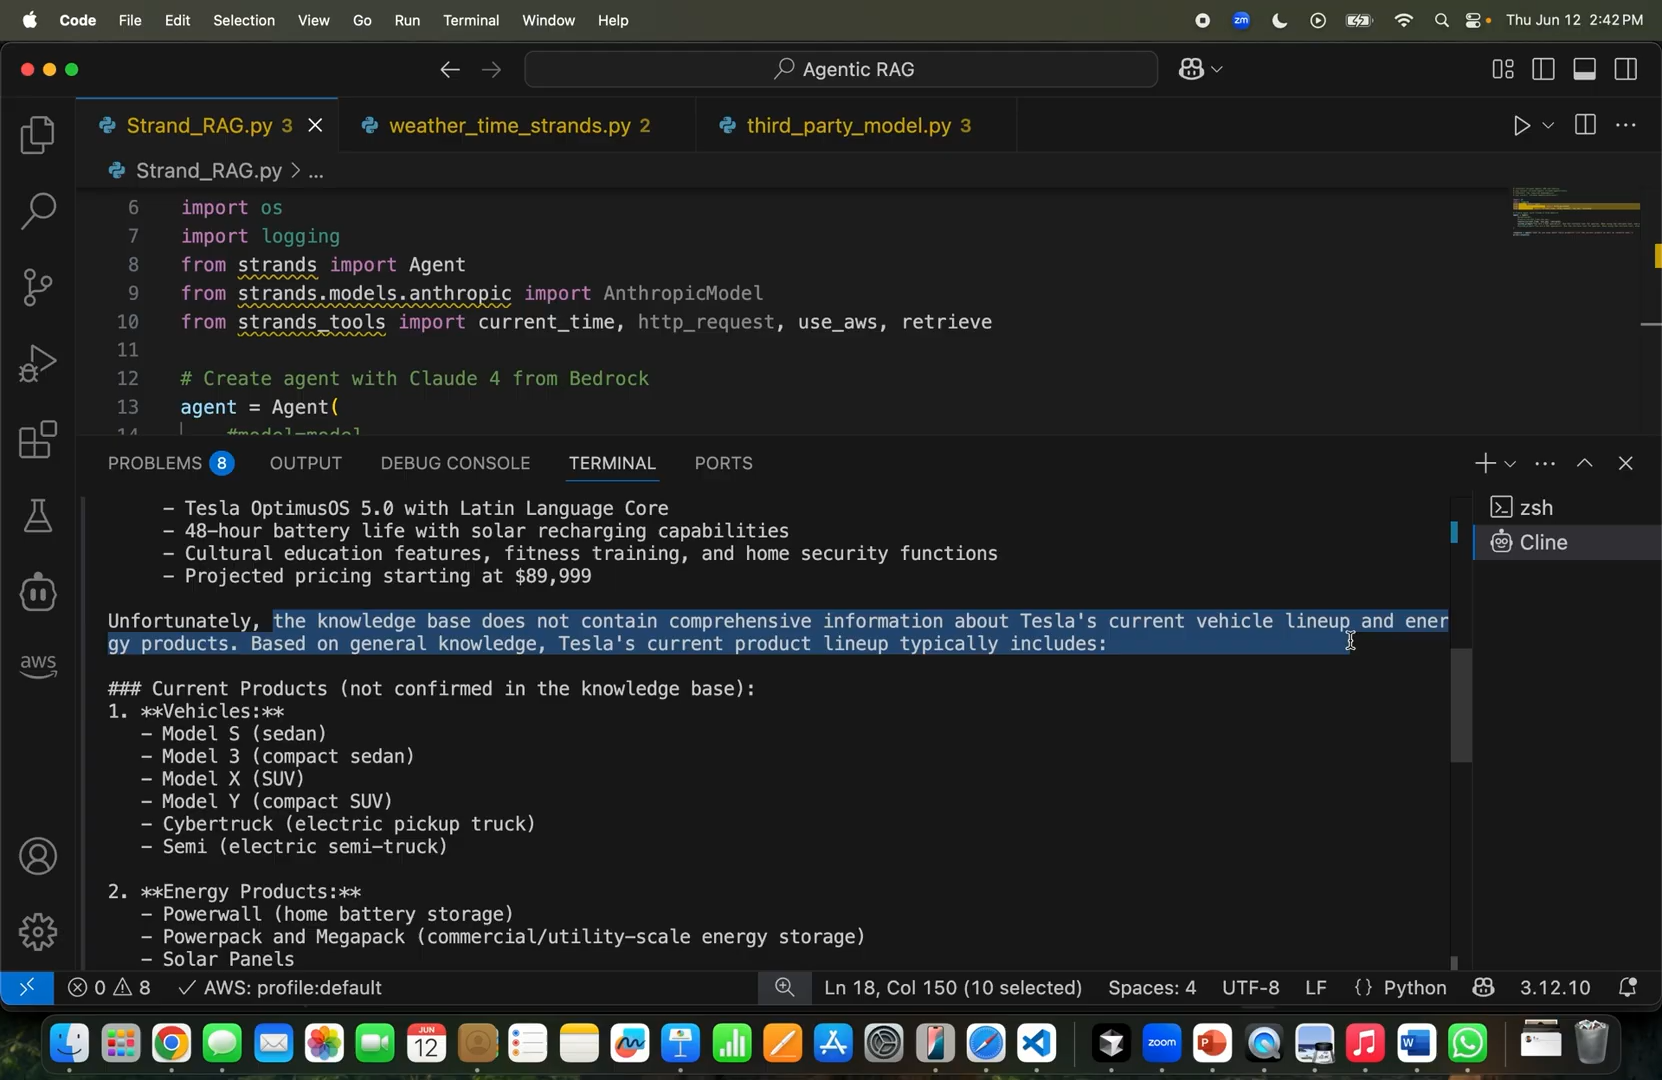 Code File Edit Selection View Go Run Terminal Window Help zm Thu Jun 12 2:42 PM
Agentic RAG
Strand_RAG.py 3 weather_time_strands.py 2 third_party_model.py 3
Strand_RAG.py > ...
6 import os
7 import logging
8 from strands import Agent
9 from strands.models.anthropic import AnthropicModel
10 from strands_tools import current_time, http_request, use_aws, retrieve
11
12 # Create agent with Claude 4 from Bedrock
13 agent = Agent(
14 #model=model
PROBLEMS 8 OUTPUT DEBUG CONSOLE TERMINAL PORTS
zsh
Cline
- Tesla OptimusOS 5.0 with Latin Language Core
- 48-hour battery life with solar recharging capabilities
- Cultural education features, fitness training, and home security functions
- Projected pricing starting at $89,999
Unfortunately, the knowledge base does not contain comprehensive information about Tesla's current vehicle lineup and ener
gy products. Based on general knowledge, Tesla's current product lineup typically includes:
### Current Products (not confirmed in the knowledge base):
1. **Vehicles:**
- Model S (sedan)
- Model 3 (compact sedan)
- Model X (SUV)
- Model Y (compact SUV)
- Cybertruck (electric pickup truck)
- Semi (electric semi-truck)
2. **Energy Products:**
- Powerwall (home battery storage)
- Powerpack and Megapack (commercial/utility-scale energy storage)
- Solar Panels
aws
0 8 AWS: profile:default Ln 18, Col 150 (10 selected) Spaces: 4 UTF-8 LF {} Python 3.12.10
JUN
12
zoom